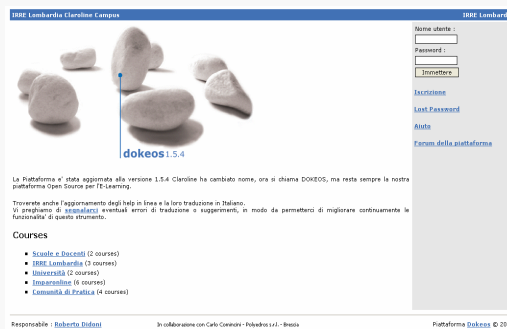 IRRE Lombardia Claroline Campus
IRRE Lombard
Nome utente :
Password :
Immettere
Iscrizione
Lost Password
Aiuto
Forum della piattaforma
dokeos 1.5.4
La Piattaforma e' stata aggiornata alla versione 1.5.4 Claroline ha cambiato nome, ora si chiama DOKEOS, ma resta sempre la nostra
piattaforma Open Source per l'E-Learning.
Troverete anche l'aggiornamento degli help in linea e la loro traduzione in Italiano.
Vi preghiamo di segnalarci eventuali errori di traduzione o suggerimenti, in modo da permetterci di migliorare continuamente le
funzionalita' di questo strumento.
Courses
Scuole e Docenti (2 courses)
IRRE Lombardia (3 courses)
Università (2 courses)
Imparonline (6 courses)
Comunità di Pratica (4 courses)
Responsabile : Roberto Didoni
In collaborazione con Carlo Cominoni - Polyedros s.r.l. - Brescia
Piattaforma Dokeos © 20